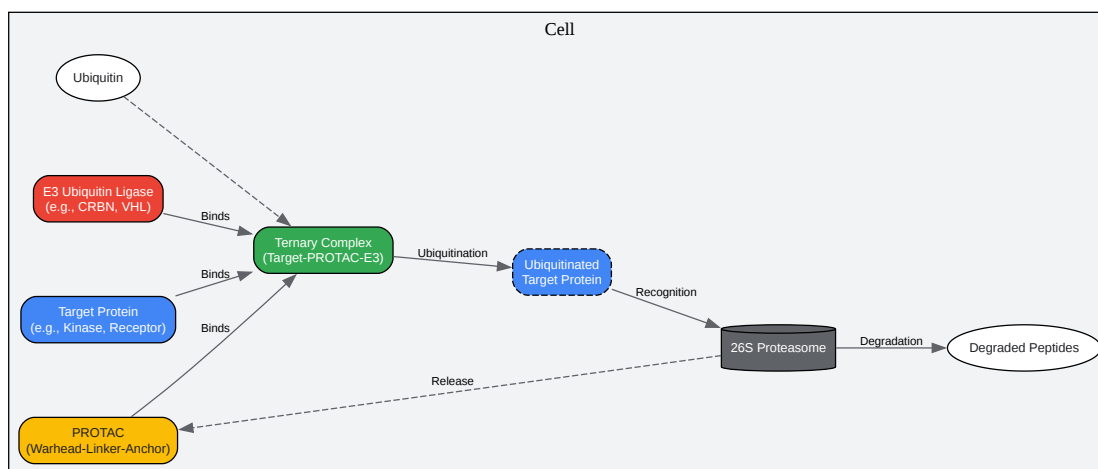 Cell
Ubiquitin
E3 Ubiquitin Ligase
(e.g., CRBN, VHL)
Binds
Ternary Complex
(Target-PROTAC-E3)
Ubiquitination
Ubiquitinated
Target Protein
Binds
Target Protein
(e.g., Kinase, Receptor)
Recognition
Binds
26S Proteasome
Degradation
Degraded Peptides
Release
PROTAC
(Warhead-Linker-Anchor)